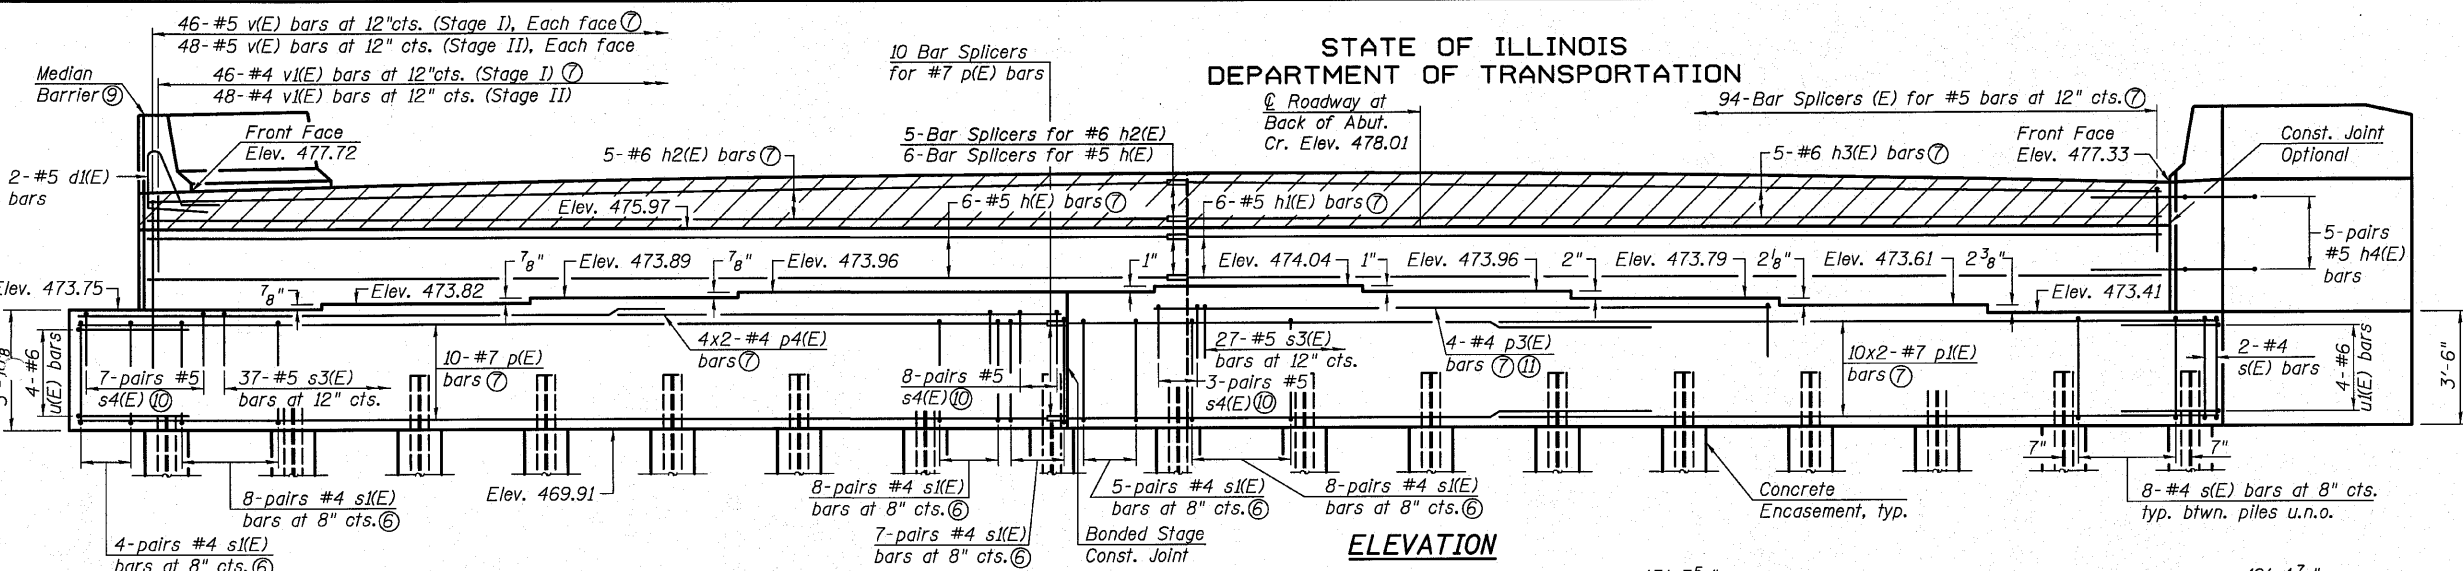 46-#5 v(E) bars at 12"cts. (Stage I), Each face ⑦
48-#5 v(E) bars at 12" cts. (Stage II), Each face
46-#4 v1(E) bars at 12"cts. (Stage I) ⑦
48-#4 v1(E) bars at 12" cts. (Stage II)
Median
Barrier ⑨
Front Face
Elev. 477.72
2-#5 d1(E)
bars
5-#6 h2(E) bars ⑦
10 Bar Splicers
for #7 p(E) bars
5-Bar Splicers for #6 h2(E)
6-Bar Splicers for #5 h(E)
STATE OF ILLINOIS
DEPARTMENT OF TRANSPORTATION
℄ Roadway at
Back of Abut.
Cr. Elev. 478.01
94-Bar Splicers (E) for #5 bars at 12" cts. ⑦
Front Face
Elev. 477.33
Const. Joint
Optional
5-#6 h3(E) bars ⑦
Elev. 475.97
6-#5 h(E) bars ⑦
6-#5 h1(E) bars ⑦
5-pairs
#5 h4(E)
bars
Elev. 473.75
7/8"
Elev. 473.82
7/8"
Elev. 473.89
7/8"
Elev. 473.96
1"
Elev. 474.04
1"
Elev. 473.96
2"
Elev. 473.79
2 1/8"
Elev. 473.61
2 3/8"
Elev. 473.41
4-#6
u(E) bars
7-pairs #5
s4(E) ⑩
37-#5 s3(E)
bars at 12" cts.
10-#7 p(E)
bars ⑦
4x2-#4 p4(E)
bars ⑦
8-pairs #5
s4(E) ⑩
27-#5 s3(E)
bars at 12" cts.
3-pairs #5
s4(E) ⑩
4-#4 p3(E)
bars ⑦ ⑪
10x2-#7 p1(E)
bars ⑦
2-#4
s(E) bars
4-#6
u1(E) bars
3'-6"
7"
7"
4-pairs #4 s1(E)
bars at 8" cts. ⑥
8-pairs #4 s1(E)
bars at 8" cts. ⑥
Elev. 469.91
8-pairs #4 s1(E)
bars at 8" cts. ⑥
7-pairs #4 s1(E)
bars at 8" cts. ⑥
Bonded Stage
Const. Joint
5-pairs #4 s1(E)
bars at 8" cts. ⑥
8-pairs #4 s1(E)
bars at 8" cts. ⑥
Concrete
Encasement, typ.
8-#4 s(E) bars at 8" cts.
typ. btwn. piles u.n.o.
ELEVATION